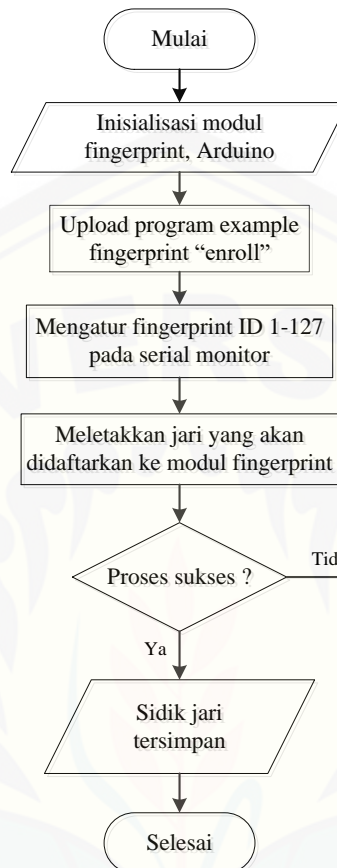 Mulai
Inisialisasi modul
fingerprint, Arduino
Upload program example
fingerprint “enroll”
Mengatur fingerprint ID 1-127
pada serial monitor
Meletakkan jari yang akan
didaftarkan ke modul fingerprint
Proses sukses ?
Tid
Ya
Sidik jari
tersimpan
Selesai